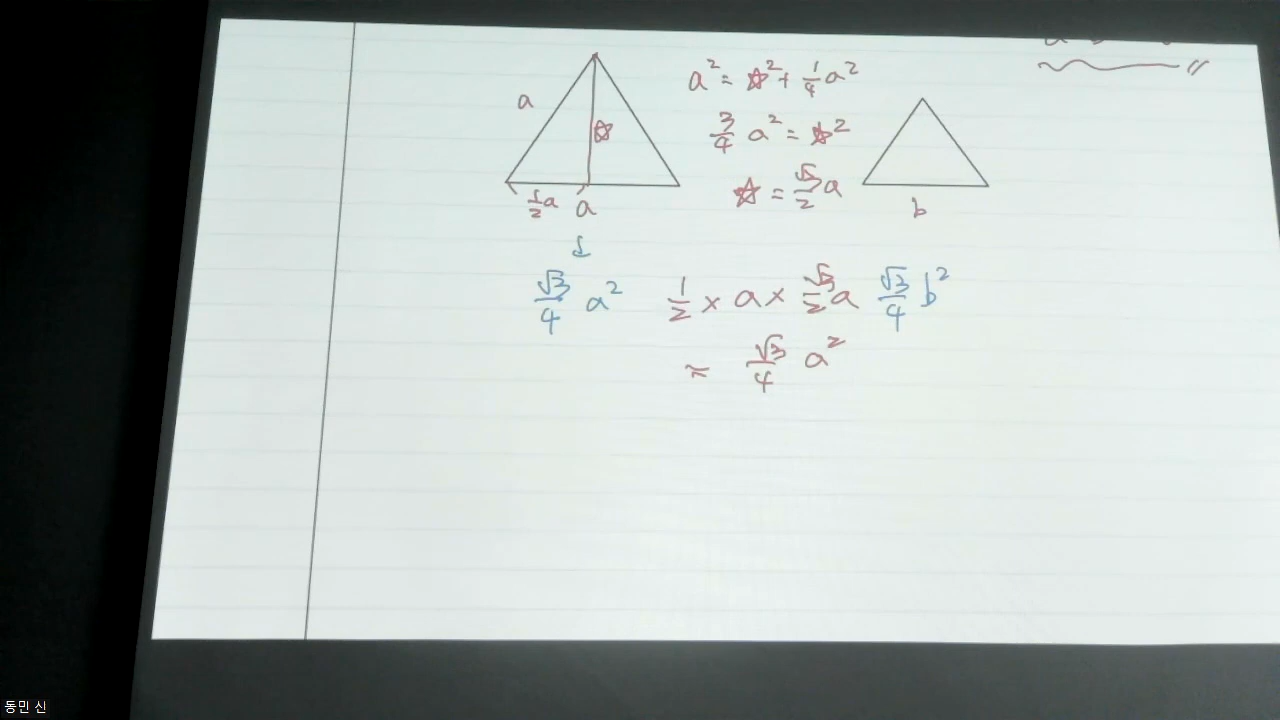 a² = ☆² + 1/4 a²
a
3/4 a² = ☆²
☆
☆ = √3/2 a
1/2 a a
b
√3/4 a² 1/2 × a × √3/2 a √3/4 b²
= √3/4 a²
동민 신